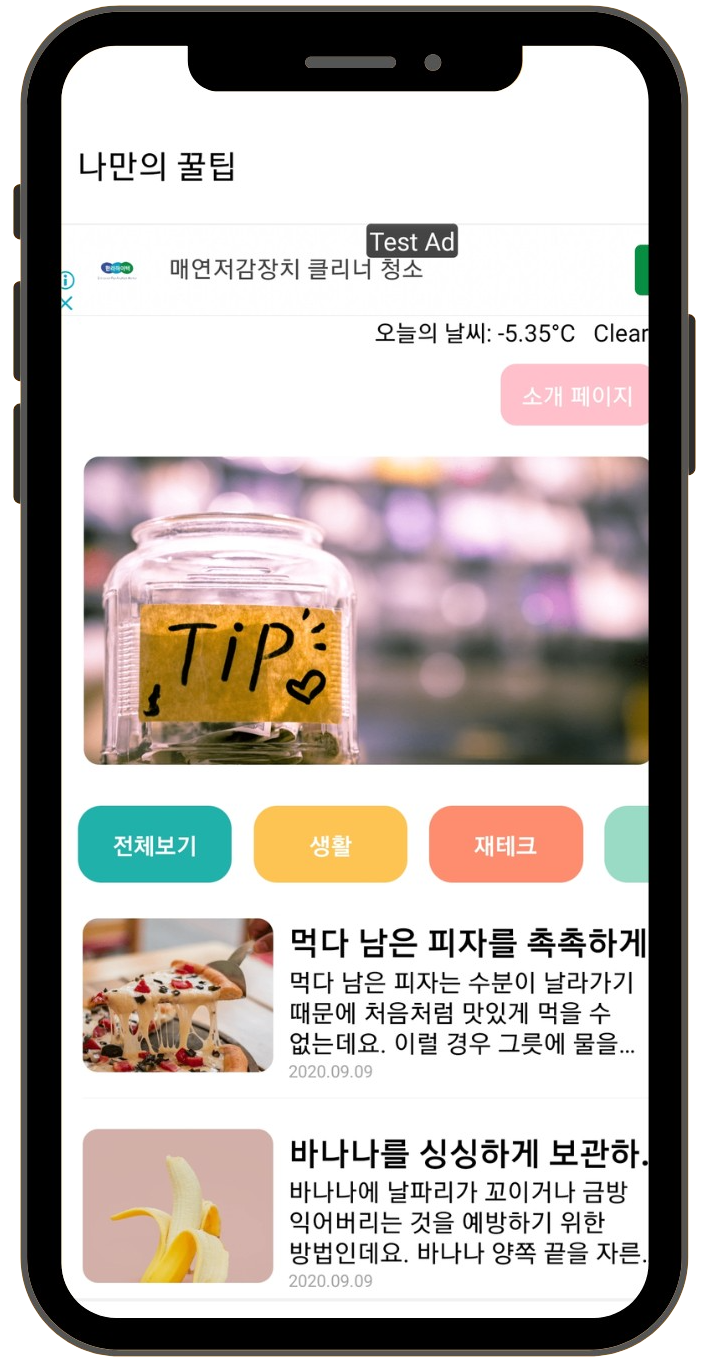 나만의 꿀팁
Test Ad
매연저감장치 클리너 청소
오늘의 날씨: -5.35°C Clear
소개 페이지
TiP
전체보기 생활 재테크
먹다 남은 피자를 촉촉하게
먹다 남은 피자는 수분이 날라가기
때문에 처음처럼 맛있게 먹을 수
없는데요. 이럴 경우 그릇에 물을...
2020.09.09
바나나를 싱싱하게 보관하.
바나나에 날파리가 꼬이거나 금방
익어버리는 것을 예방하기 위한
방법인데요. 바나나 양쪽 끝을 자른.
2020.09.09